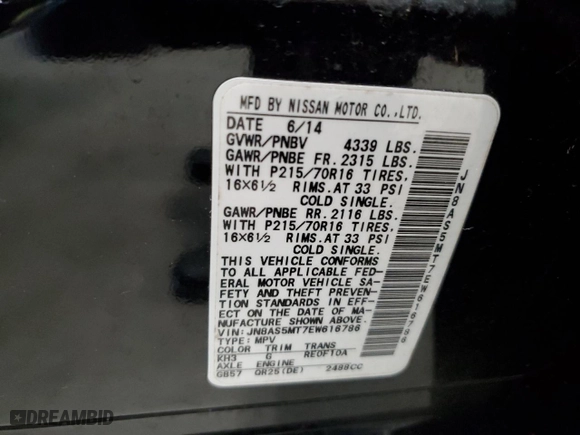 MFD BY NISSAN MOTOR CO.,LTD.
DATE 6/14
GVWR/PNBV 4339 LBS.
GAWR/PNBE FR. 2315 LBS.
WITH P215/70R16 TIRES,
16×6½ RIMS. AT 33 PSI
COLD SINGLE.
GAWR/PNBE RR. 2116 LBS.
WITH P215/70R16 TIRES,
16×6½ RIMS. AT 33 PSI
COLD SINGLE.
THIS VEHICLE CONFORMS
TO ALL APPLICABLE FED-
ERAL MOTOR VEHICLE SA-
FETY AND THEFT PREVEN-
TION STANDARDS IN EFF-
ECT ON THE DATE OF MA-
NUFACTURE SHOWN ABOVE.
VIN: JN8AS5MT7EW616786
TYPE: MPV
COLOR TRIM TRANS
KH3 G RE0F10A
AXLE ENGINE
GB57 QR25(DE) 2488CC
JN8AS5MT7EW616786
DREAMBID